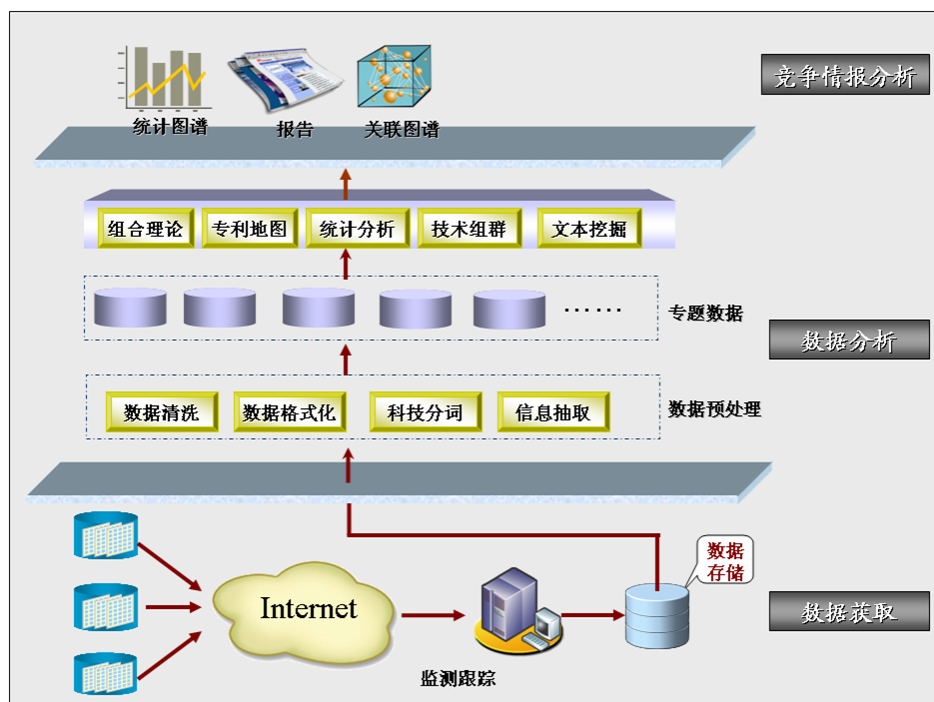 竞争情报分析
统计图谱
报告
关联图谱
组合理论
专利地图
统计分析
技术组群
文本挖掘
······
专题数据
数据分析
数据清洗
数据格式化
科技分词
信息抽取
数据预处理
数据
存储
Internet
数据获取
监测跟踪